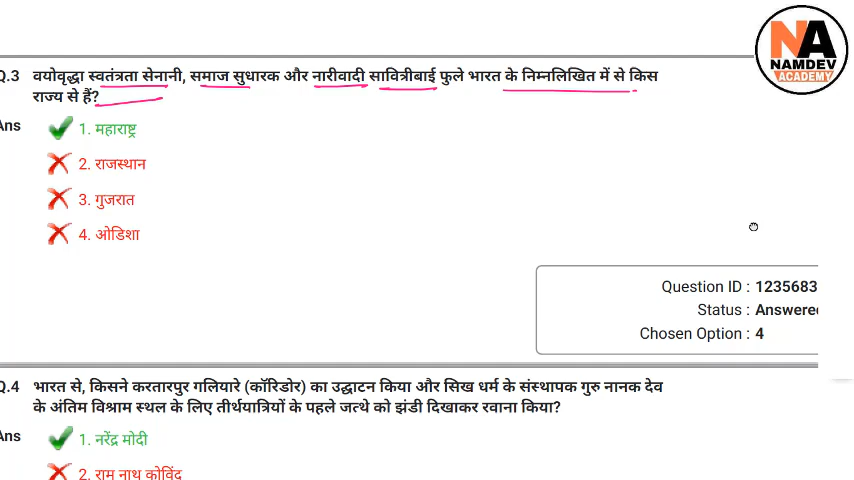 NA
NAMDEV
ACADEMY
Q.3 वयोवृद्धा स्वतंत्रता सेनानी, समाज सुधारक और नारीवादी सावित्रीबाई फुले भारत के निम्नलिखित में से किस
राज्य से हैं?
Ans
1. महाराष्ट्र
2. राजस्थान
3. गुजरात
4. ओडिशा
Question ID : 1235683
Status : Answered
Chosen Option : 4
Q.4 भारत से, किसने करतारपुर गलियारे (कॉरिडोर) का उद्घाटन किया और सिख धर्म के संस्थापक गुरु नानक देव
के अंतिम विश्राम स्थल के लिए तीर्थयात्रियों के पहले जत्थे को झंडी दिखाकर रवाना किया?
Ans
1. नरेंद्र मोदी
2. राम नाथ कोविंद